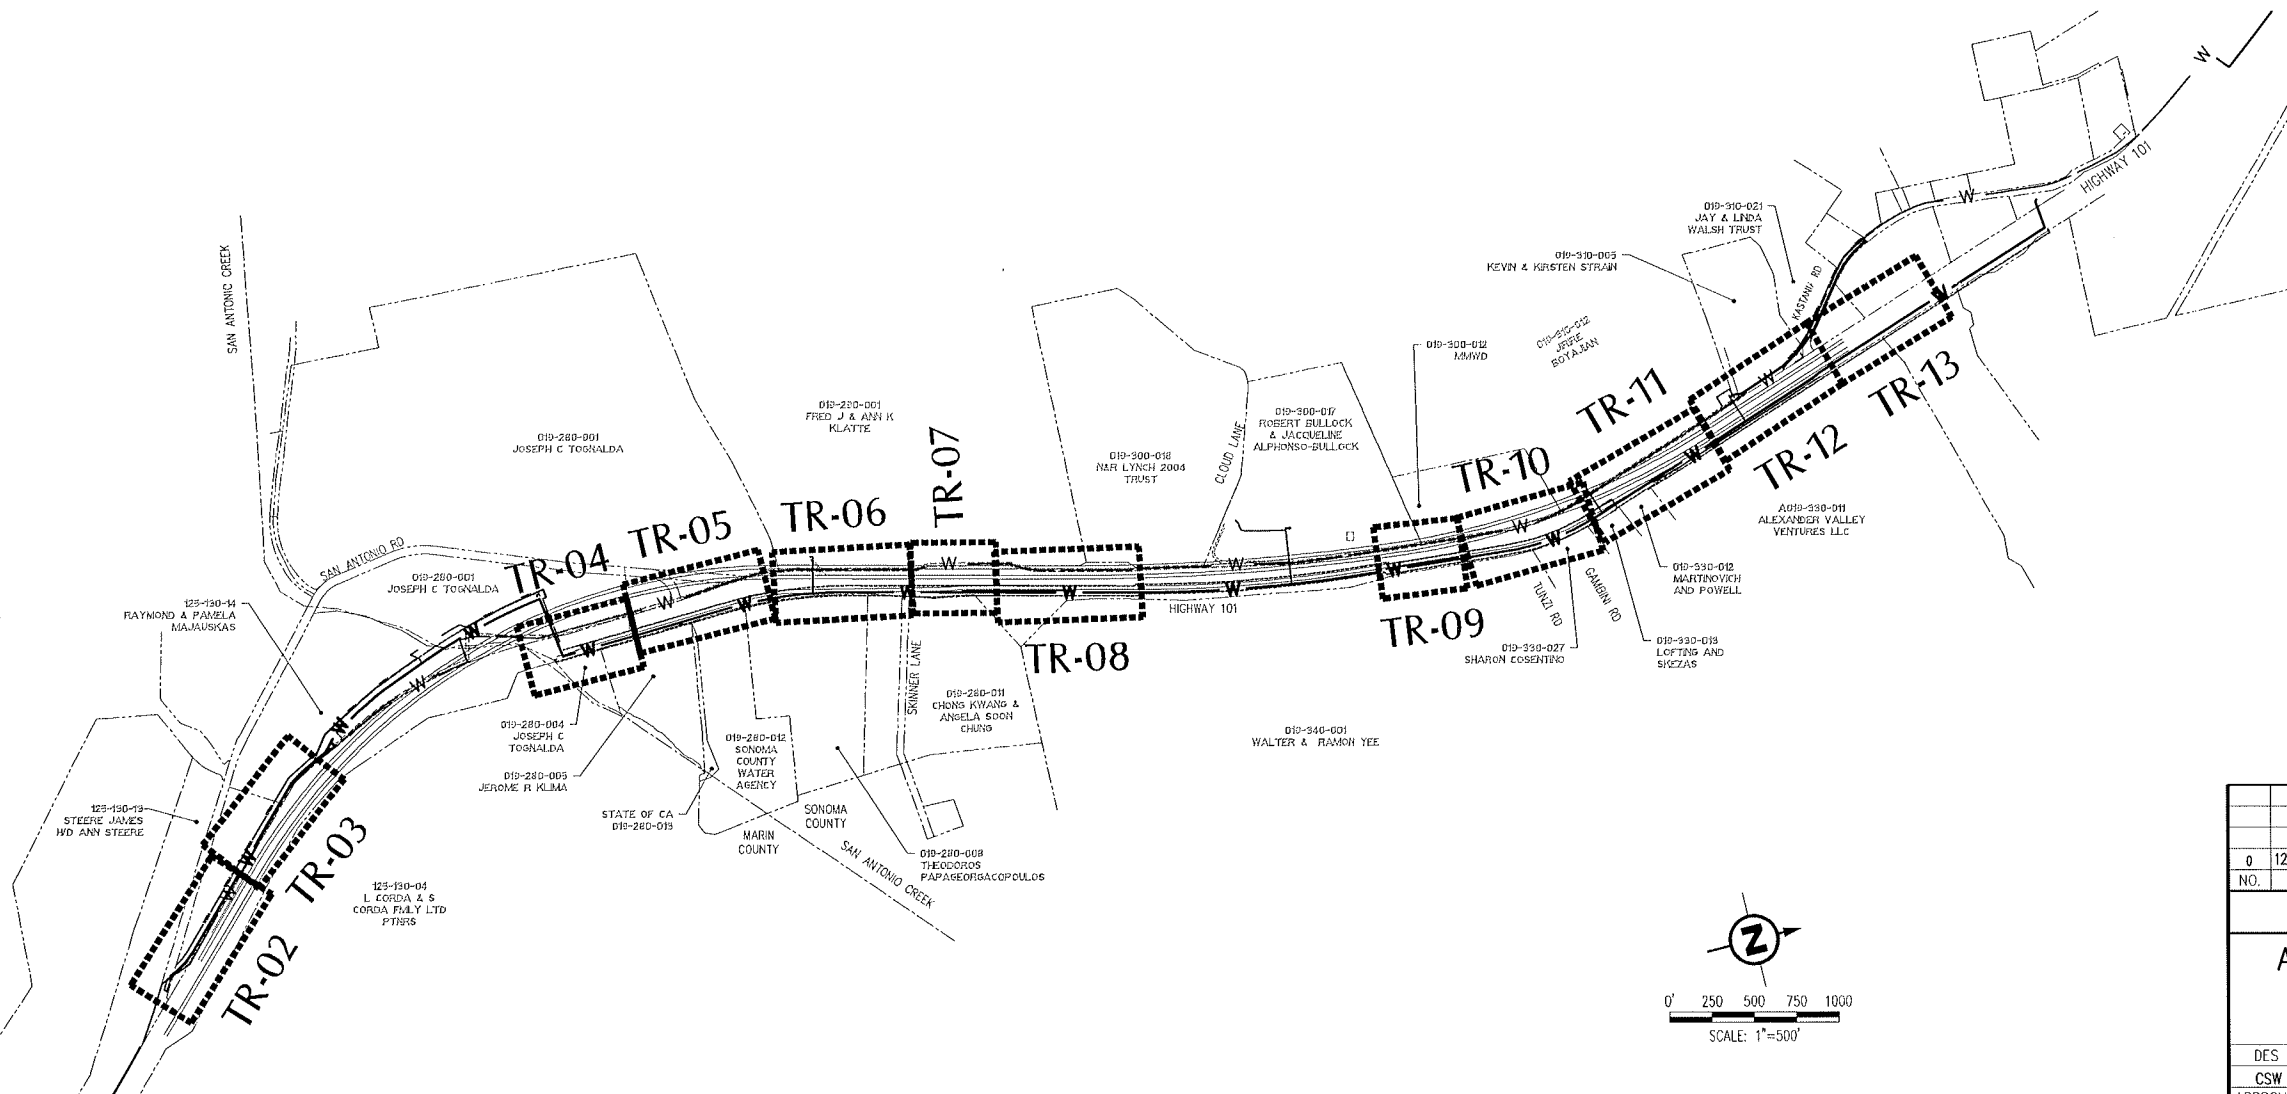 W
HIGHWAY 101
W
SAN ANTONIC CREEK
019-310-021
JAY & LINDA
WALSH TRUST
019-310-005
KEVIN & KIRSTEN STRAIN
KASTANIA RD
W
019-310-012
BOYAJIAN
019-300-012
MMWD
W
TR-13
TR-11
TR-12
019-290-001
FRED J & ANN K
KLATTE
019-280-001
JOSEPH C TOGNALDA
019-300-018
N&R LYNCH 2004
TRUST
CLOUD LANE
019-300-017
ROBERT BULLOCK
& JACQUELINE
ALPHONSO-BULLOCK
W
TR-10
W
W
A019-330-011
ALEXANDER VALLEY
VENTURES LLC
TR-07
TR-06
TR-05
TR-04
SAN ANTONIO RD
019-280-001
JOSEPH C TOGNALDA
125-130-14
RAYMOND & PAMELA
MAJAUSKAS
W
W
W
W
W
W
W
W
W
W
W
HIGHWAY 101
TR-08
TR-09
TUNZI RD
GAMBINI RD
019-330-012
MARTINOVICH
AND POWELL
019-330-013
LOFTING AND
SKEZAS
019-330-027
SHARON COSENTINO
SKINNER LANE
019-280-011
CHONG KWANG &
ANGELA SOON
CHUNG
019-340-001
WALTER & RAMON YEE
W
W
019-280-004
JOSEPH C
TOGNALDA
019-280-005
JEROME R KLIMA
019-280-012
SONOMA
COUNTY
WATER
AGENCY
STATE OF CA
019-280-013
SONOMA
COUNTY
MARIN
COUNTY
SAN ANTONIO CREEK
019-280-008
THEODOROS
PAPAGEORGACOPOULOS
125-130-13
STEERE JAMES
H/D ANN STEERE
W
W
TR-03
TR-02
125-130-04
L CORDA & S
CORDA FMLY LTD
PTNRS
N
0' 250 500 750 1000
SCALE: 1"=500'
0 12
NO.
A
DES
CSW